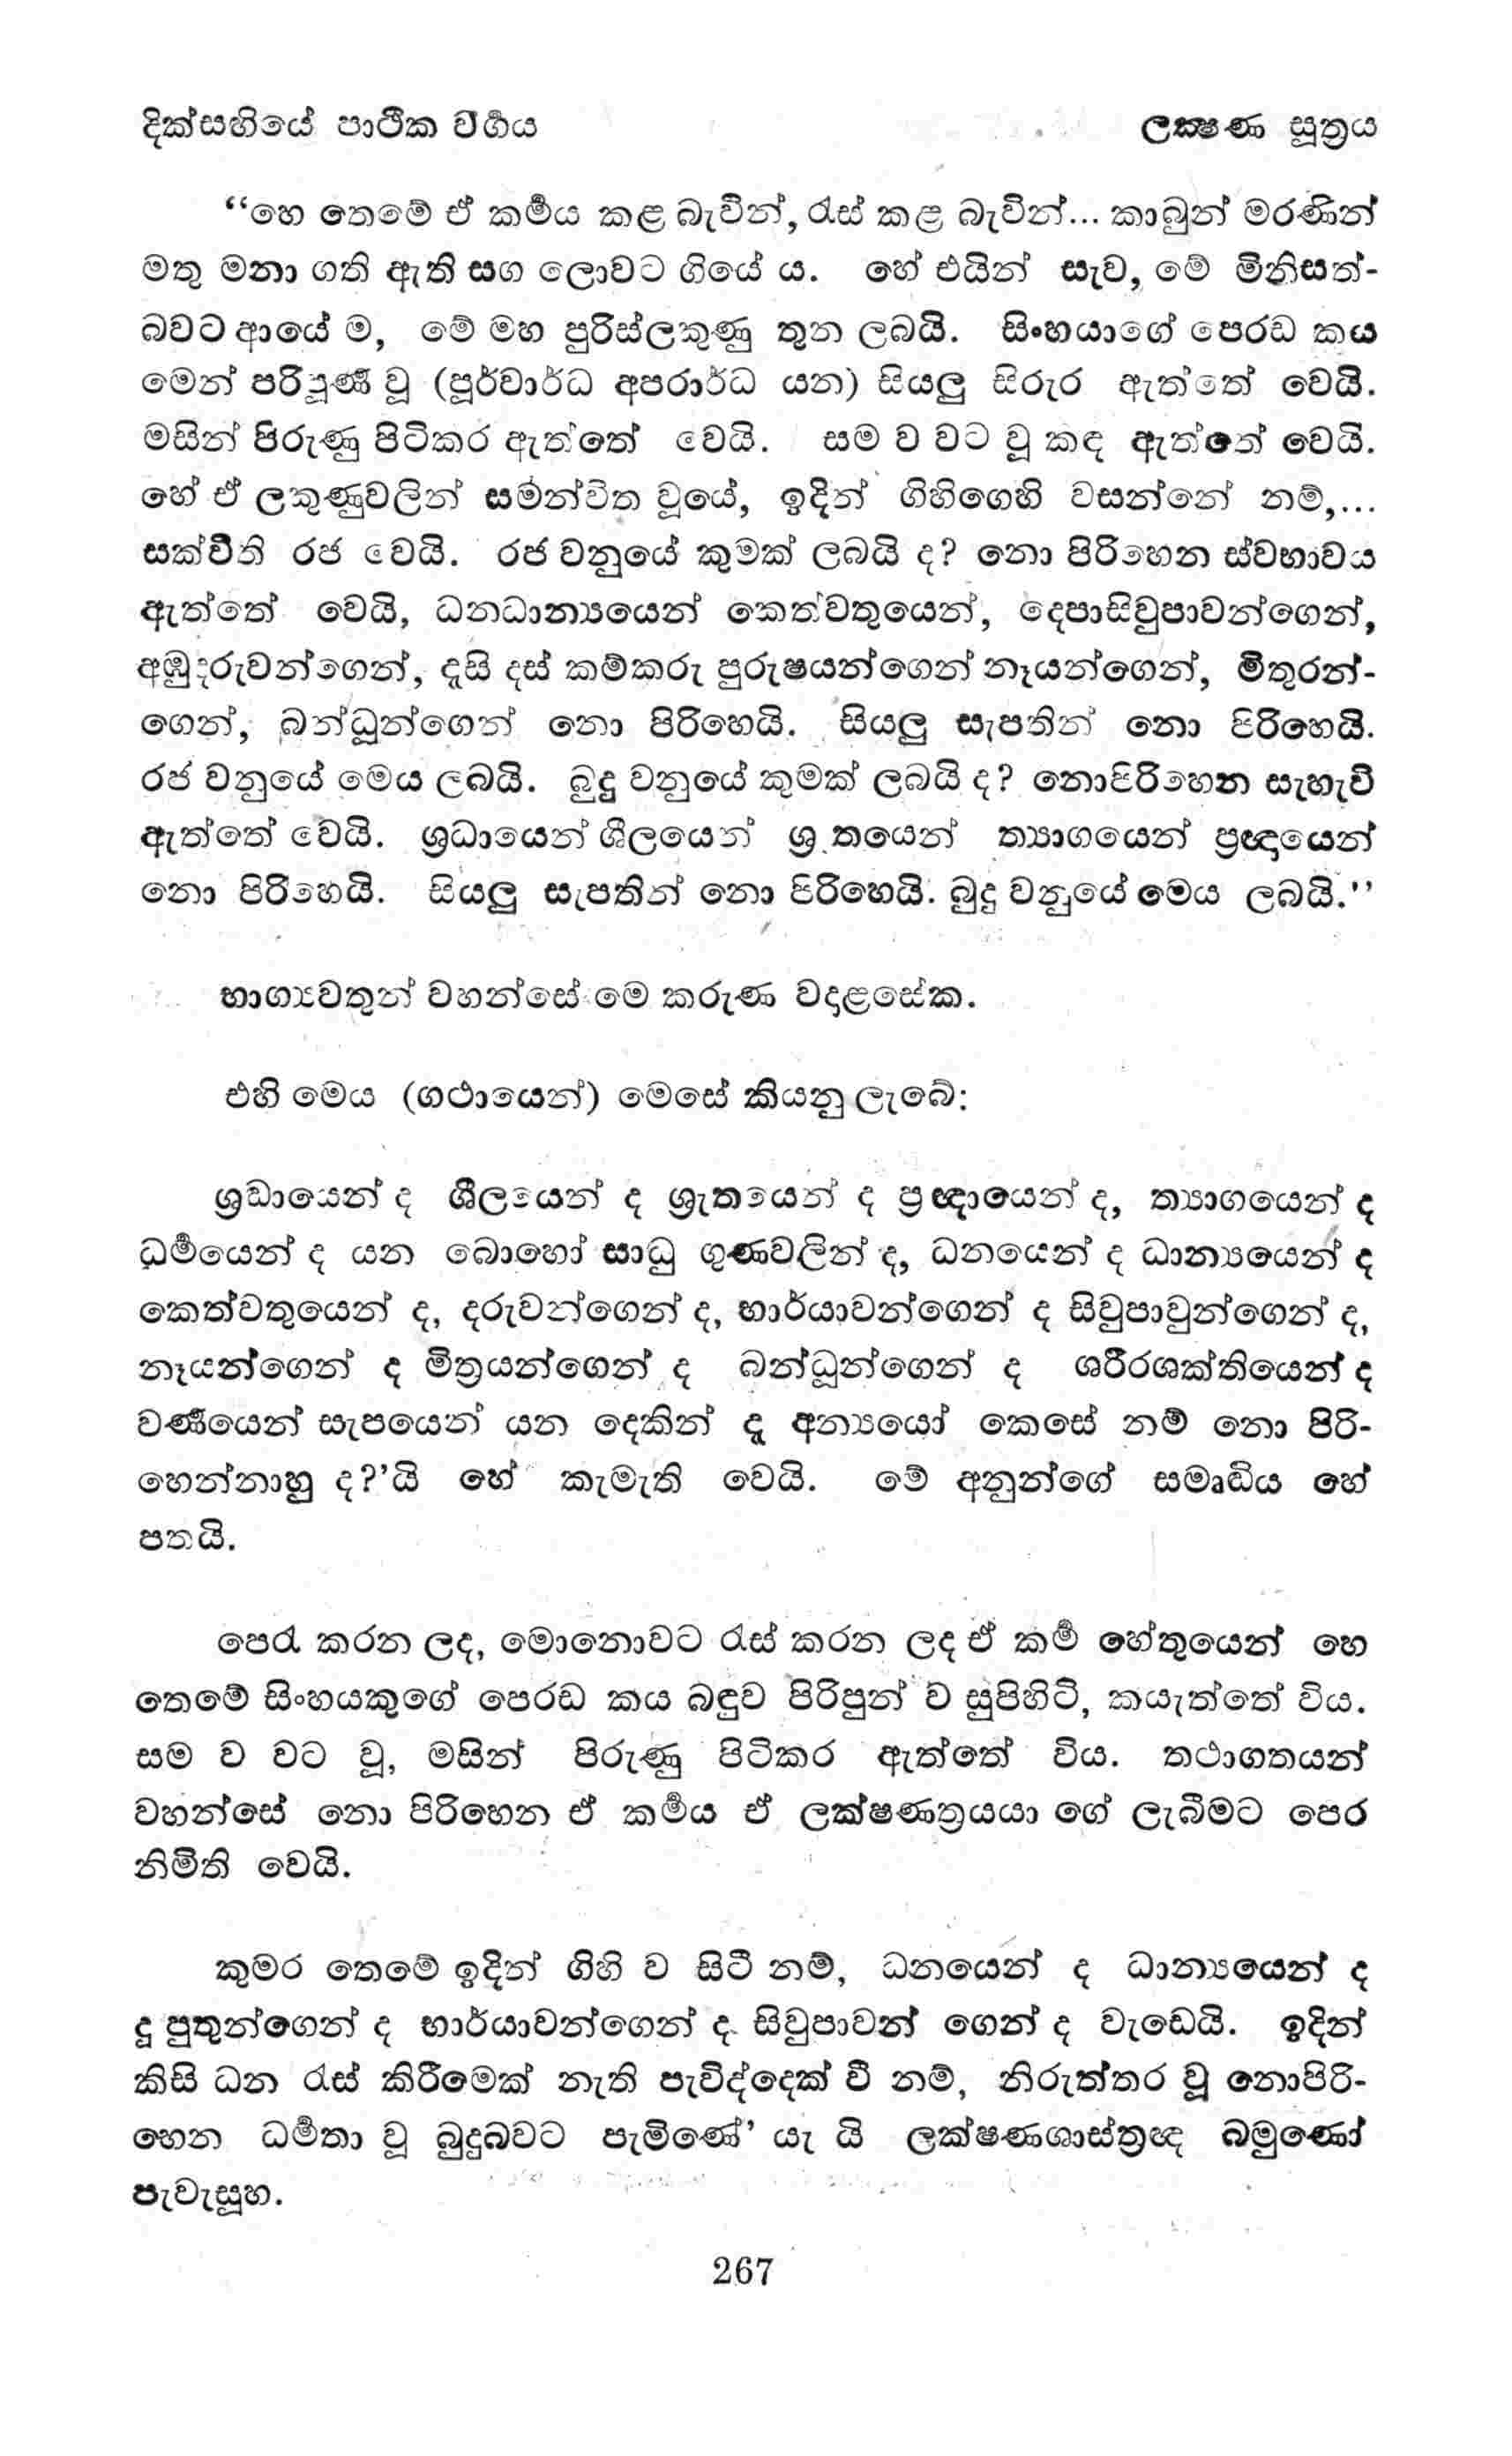 දික්සඟියේ පාථික වර්‍ගය
ලක්‍ෂණ සූත්‍රය
“හෙ තෙමේ ඒ කර්‍මය කළ බැවින්, රැස් කළ බැවින්... කාබුන් මරණින්
මතු මනා ගති ඇති සග ලොවට ගියේ ය. හේ එයින් සැව, මේ මිනිසත්-
බවට ආයේ ම, මේ මහ පුරිස්ලකුණු තුන ලබයි. සිංහයාගේ පෙරඩ කය
මෙන් පරිපූර්‍ණ වූ (පූර්වාර්ධ අපරාර්ධ යන) සියලු සිරුර ඇත්තේ වෙයි.
මසින් පිරුණු පිටිකර ඇත්තේ වෙයි. සම ව වට වූ කඳ ඇත්තේ වෙයි.
හේ ඒ ලකුණුවලින් සමන්විත වූයේ, ඉදින් ගිහිගෙහි වසන්නේ නම්,...
සක්විති රජ වෙයි. රජ වනුයේ කුමක් ලබයි ද? නො පිරිහෙන ස්වභාවය
ඇත්තේ වෙයි, ධනධාන්‍යයෙන් කෙත්වතුයෙන්, දෙපාසිවුපාවන්ගෙන්,
අඹුදරුවන්ගෙන්, දැසි දස් කම්කරු පුරුෂයන්ගෙන් නෑයන්ගෙන්, මිතුරන්-
ගෙන්, බන්ධූන්ගෙන් නො පිරිහෙයි. සියලු සැපතින් නො පිරිහෙයි.
රජ වනුයේ මෙය ලබයි. බුදු වනුයේ කුමක් ලබයි ද? නොපිරිහෙන සැහැවි
ඇත්තේ වෙයි. ශ්‍රධායෙන් ශීලයෙන් ශ්‍රැතයෙන් ත්‍යාගයෙන් ප්‍රඥායෙන්
නො පිරිහෙයි. සියලු සැපතින් නො පිරිහෙයි. බුදු වනුයේ මෙය ලබයි.”
භාග්‍යවතුන් වහන්සේ මෙ කරුණ වදාළසේක.
එහි මෙය (ගථායෙන්) මෙසේ කියනු ලැබේ:
ශ්‍රඩායෙන් ද ශීලයෙන් ද ශ්‍රැතයෙන් ද ප්‍රඥායෙන් ද, ත්‍යාගයෙන් ද
ධර්‍මයෙන් ද යන බොහෝ සාධු ගුණවලින් ද, ධනයෙන් ද ධාන්‍යයෙන් ද
කෙත්වතුයෙන් ද, දරුවන්ගෙන් ද, භාර්යාවන්ගෙන් ද සිවුපාවුන්ගෙන් ද,
නෑයන්ගෙන් ද මිත්‍රයන්ගෙන් ද බන්ධූන්ගෙන් ද ශරීරශක්තියෙන් ද
වර්‍ණයෙන් සැපයෙන් යන දෙකින් දැ අන්‍යයෝ කෙසේ නම් නො පිරි-
හෙන්නාහු ද?’යි හේ කැමැති වෙයි. මේ අනුන්ගේ සමෘද්‍ධිය හේ
පතයි.
පෙරැ කරන ලද, මොනොවට රැස් කරන ලද ඒ කර්‍ම හේතුයෙන් හෙ
තෙමේ සිංහයකුගේ පෙරඩ කය බඳුව පිරිපුන් ව සුපිහිටි, කයැත්තේ විය.
සම ව වට වූ, මසින් පිරුණු පිටිකර ඇත්තේ විය. තථාගතයන්
වහන්සේ නො පිරිහෙන ඒ කර්‍මය ඒ ලක්ෂණත්‍රයයා ගේ ලැබීමට පෙර
නිමිති වෙයි.
කුමර තෙමේ ඉදින් ගිහි ව සිටී නම්, ධනයෙන් ද ධාන්‍යයෙන් ද
දූ පුතුන්ගෙන් ද භාර්යාවන්ගෙන් ද සිවුපාවන් ගෙන් ද වැඩෙයි. ඉදින්
කිසි ධන රැස් කිරීමෙක් නැති පැවිද්දෙක් වී නම්, නිරුත්තර වූ නොපිරි-
හෙන ධර්‍මතා වූ බුදුබවට පැමිණේ’ යැ යි ලක්ෂණශාස්ත්‍රඥ බමුණෝ
පැවැසූහ.
267